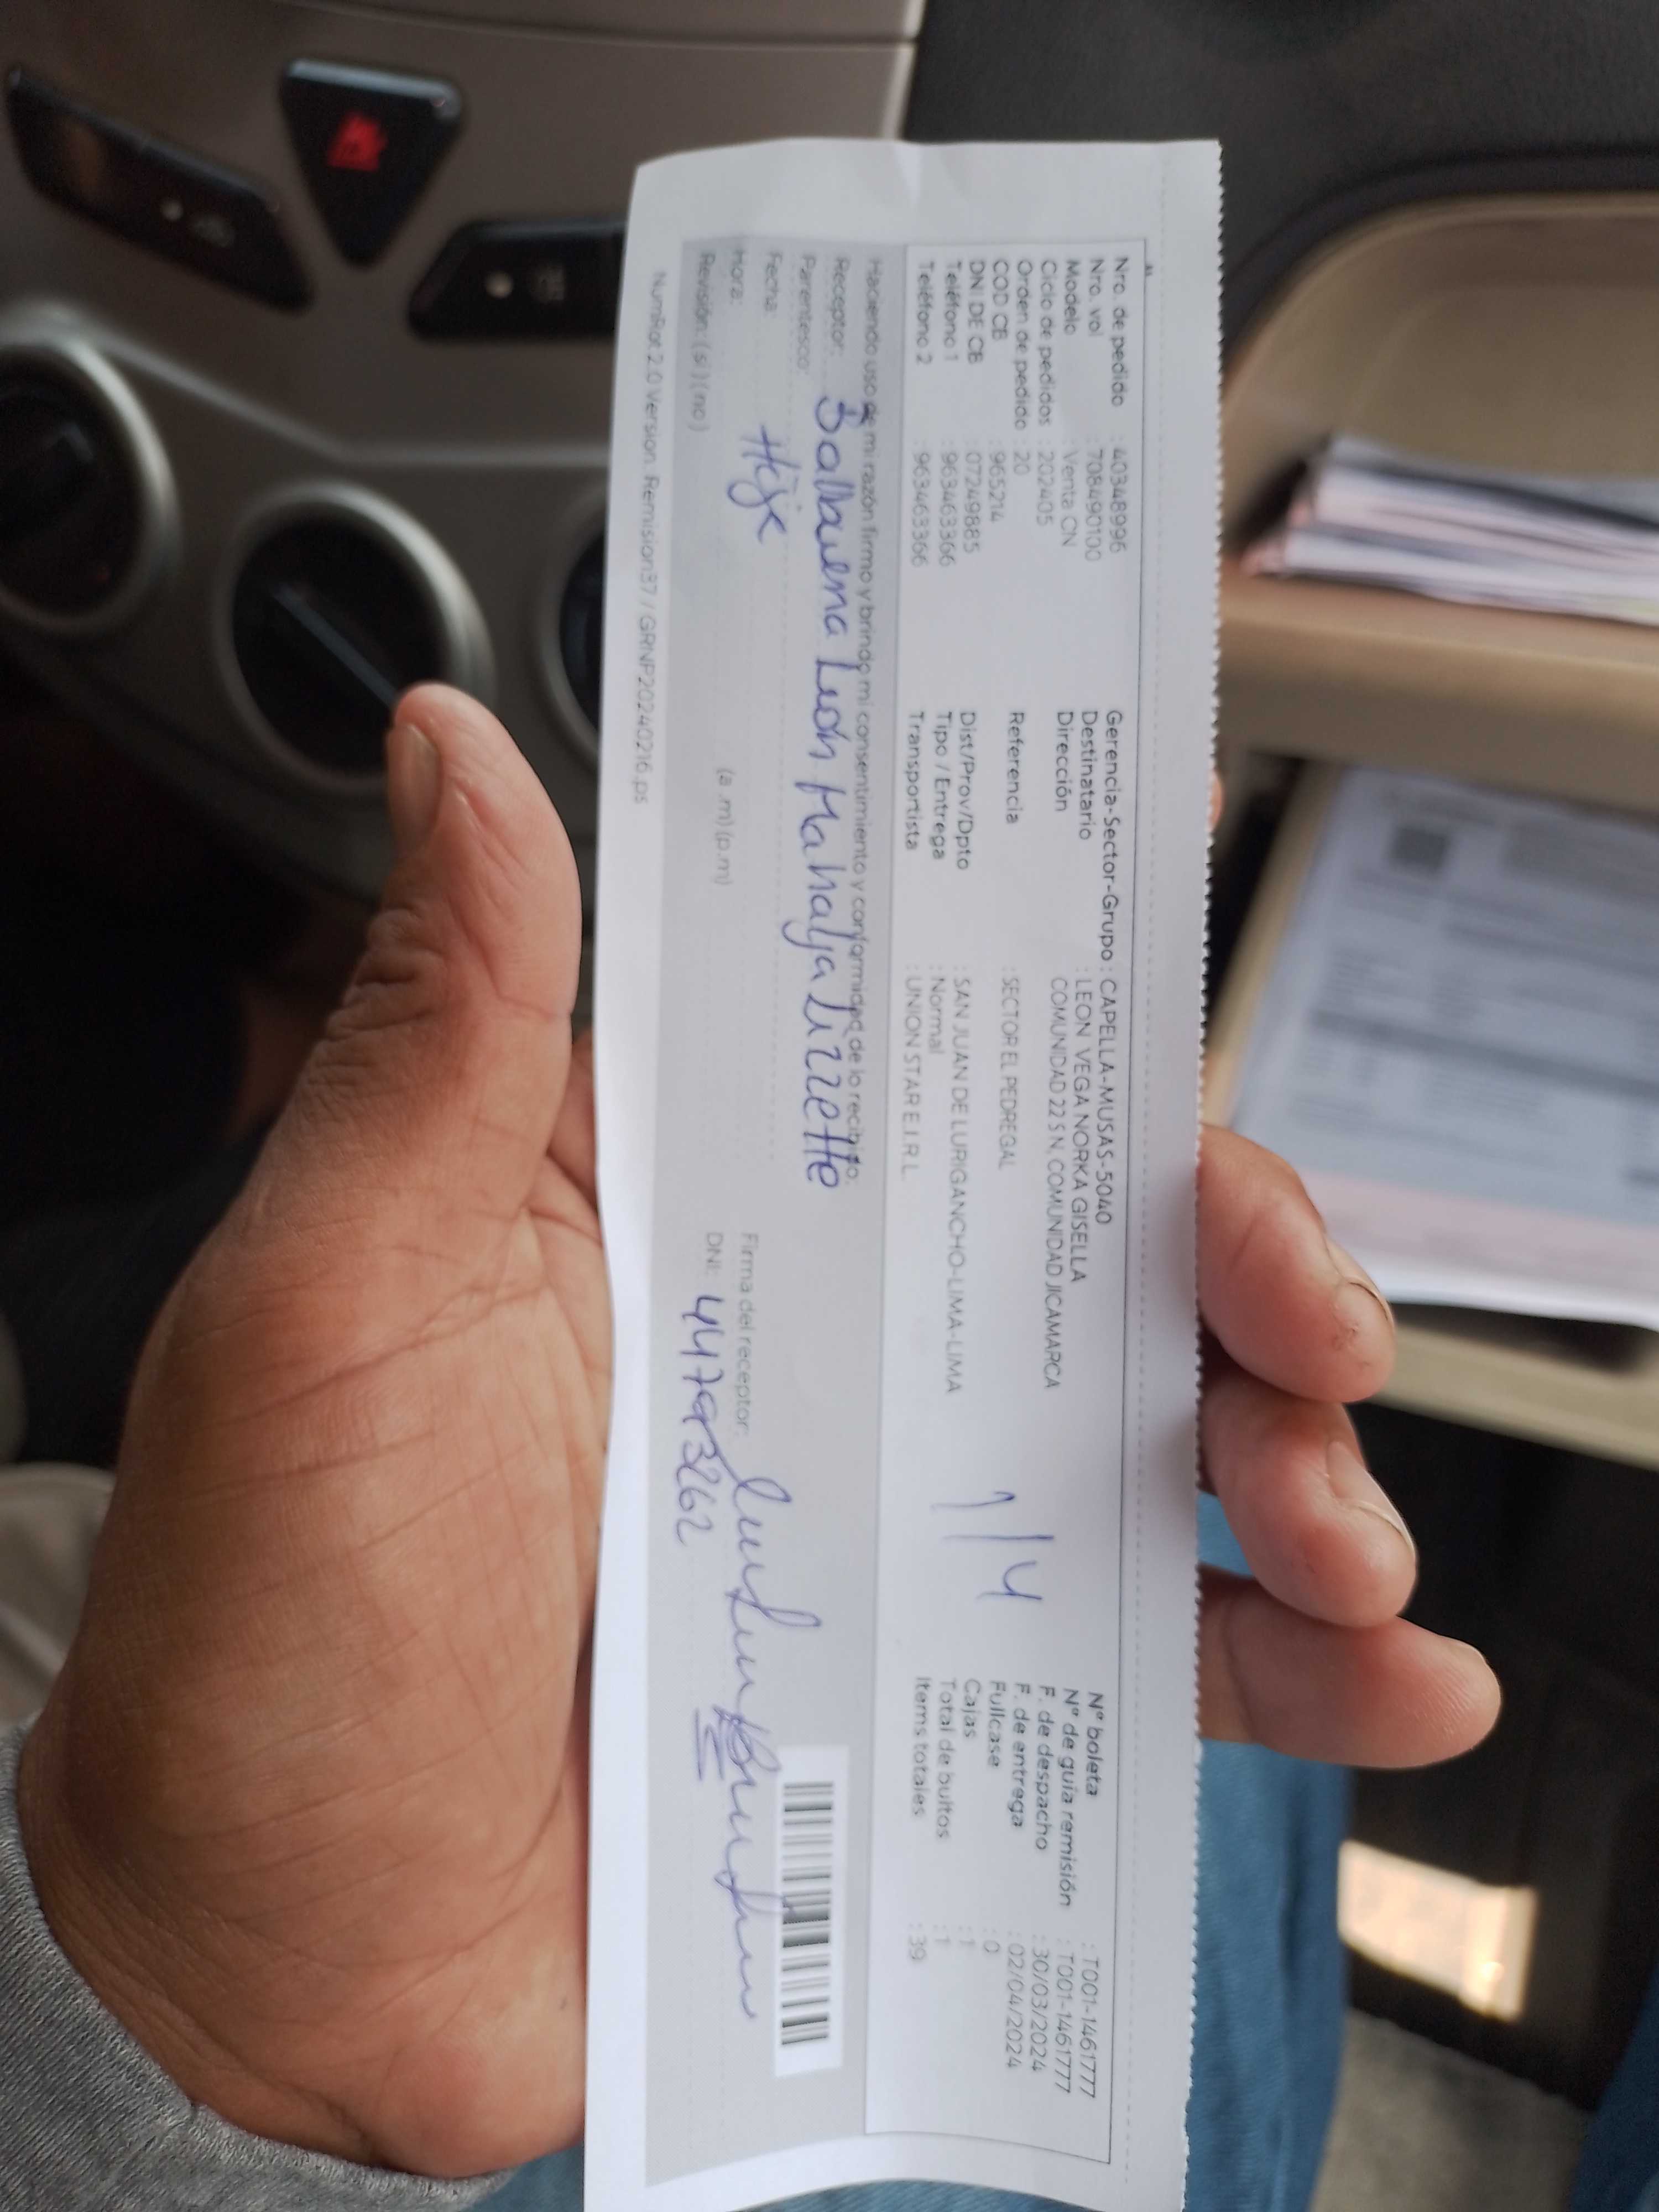 Nro. de pedido : 40348996
Nro. vol : 708490100
Modelo : Venta CN
Ciclo de pedidos : 202405
Orden de pedido : 20
COD CB : 965214
DNI DE CB : 07249885
Teléfono 1 : 963463366
Teléfono 2 : 963463366
Gerencia-Sector-Grupo : CAPELLA-MUSAS-5040
Destinatario : LEON VEGA NORKA GISELLA
Dirección COMUNIDAD 22 S N, COMUNIDAD JICAMARCA
Referencia : SECTOR EL PEDREGAL
Dist/Prov/Dpto : SAN JUAN DE LURIGANCHO-LIMA-LIMA
Tipo / Entrega : Normal
Transportista : UNION STAR E.I.R.L.
1/4
N° boleta : T001-1461777
N° de guía remisión : T001-1461777
F. de despacho : 30/03/2024
F. de entrega : 02/04/2024
Fullcase : 0
Cajas : 1
Total de bultos : 1
Items totales : 39
Haciendo uso de mi razón firmo y brindo mi consentimiento y conformidad de lo recibido:
Receptor: Balbuena León Mahalja Lizzette
Parentesco: Hija
Fecha:
Hora: (a .m) (p.m)
Revisión: ( si ) ( no )
Firma del receptor:
DNI: 44793262
NumRot 2.0 Version. Remision37 / GRNP20240216.ps